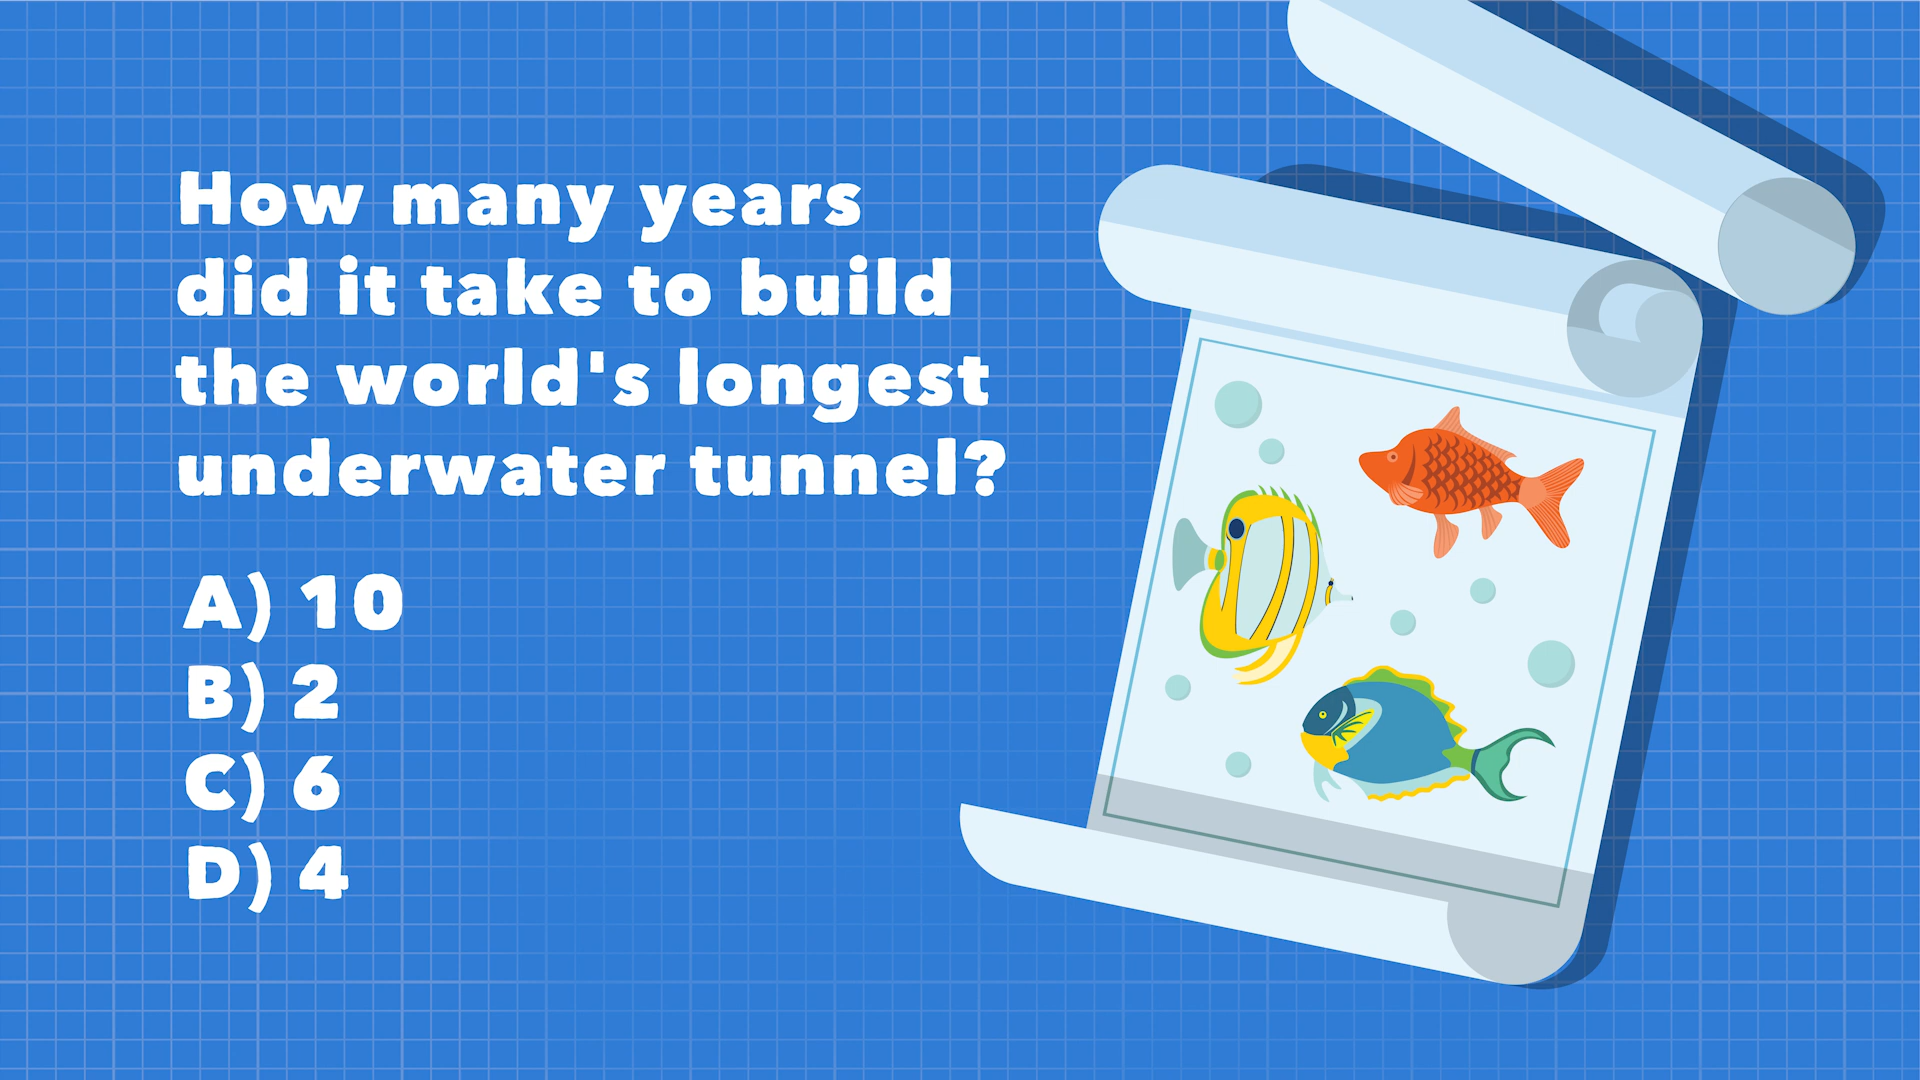 How many years
did it take to build
the world's longest
underwater tunnel?
A) 10
B) 2
C) 6
D) 4